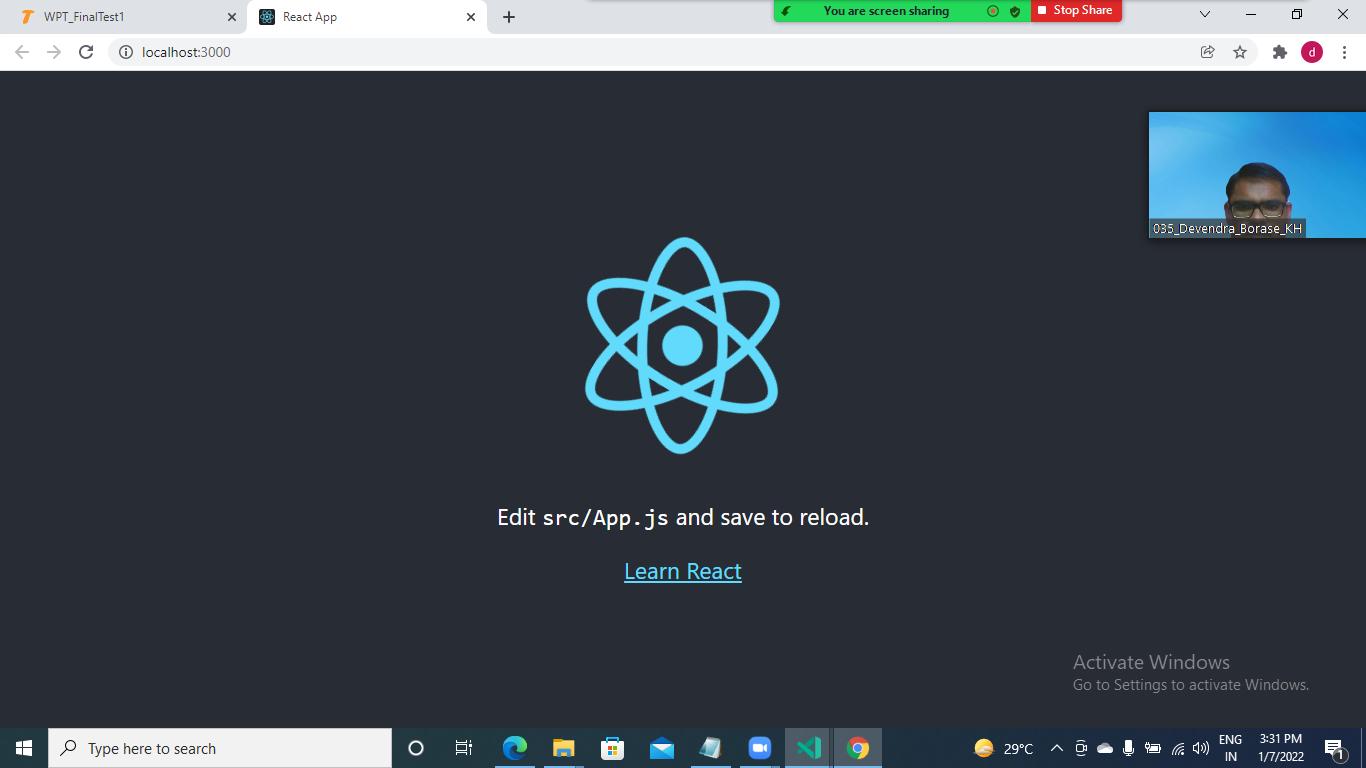 WPT_FinalTest1
React App
You are screen sharing
Stop Share
localhost:3000
d
035_Devendra_Borase_KH
Edit src/App.js and save to reload.
Learn React
Activate Windows
Go to Settings to activate Windows.
Type here to search
29°C
ENG
IN
3:31 PM
1/7/2022
1